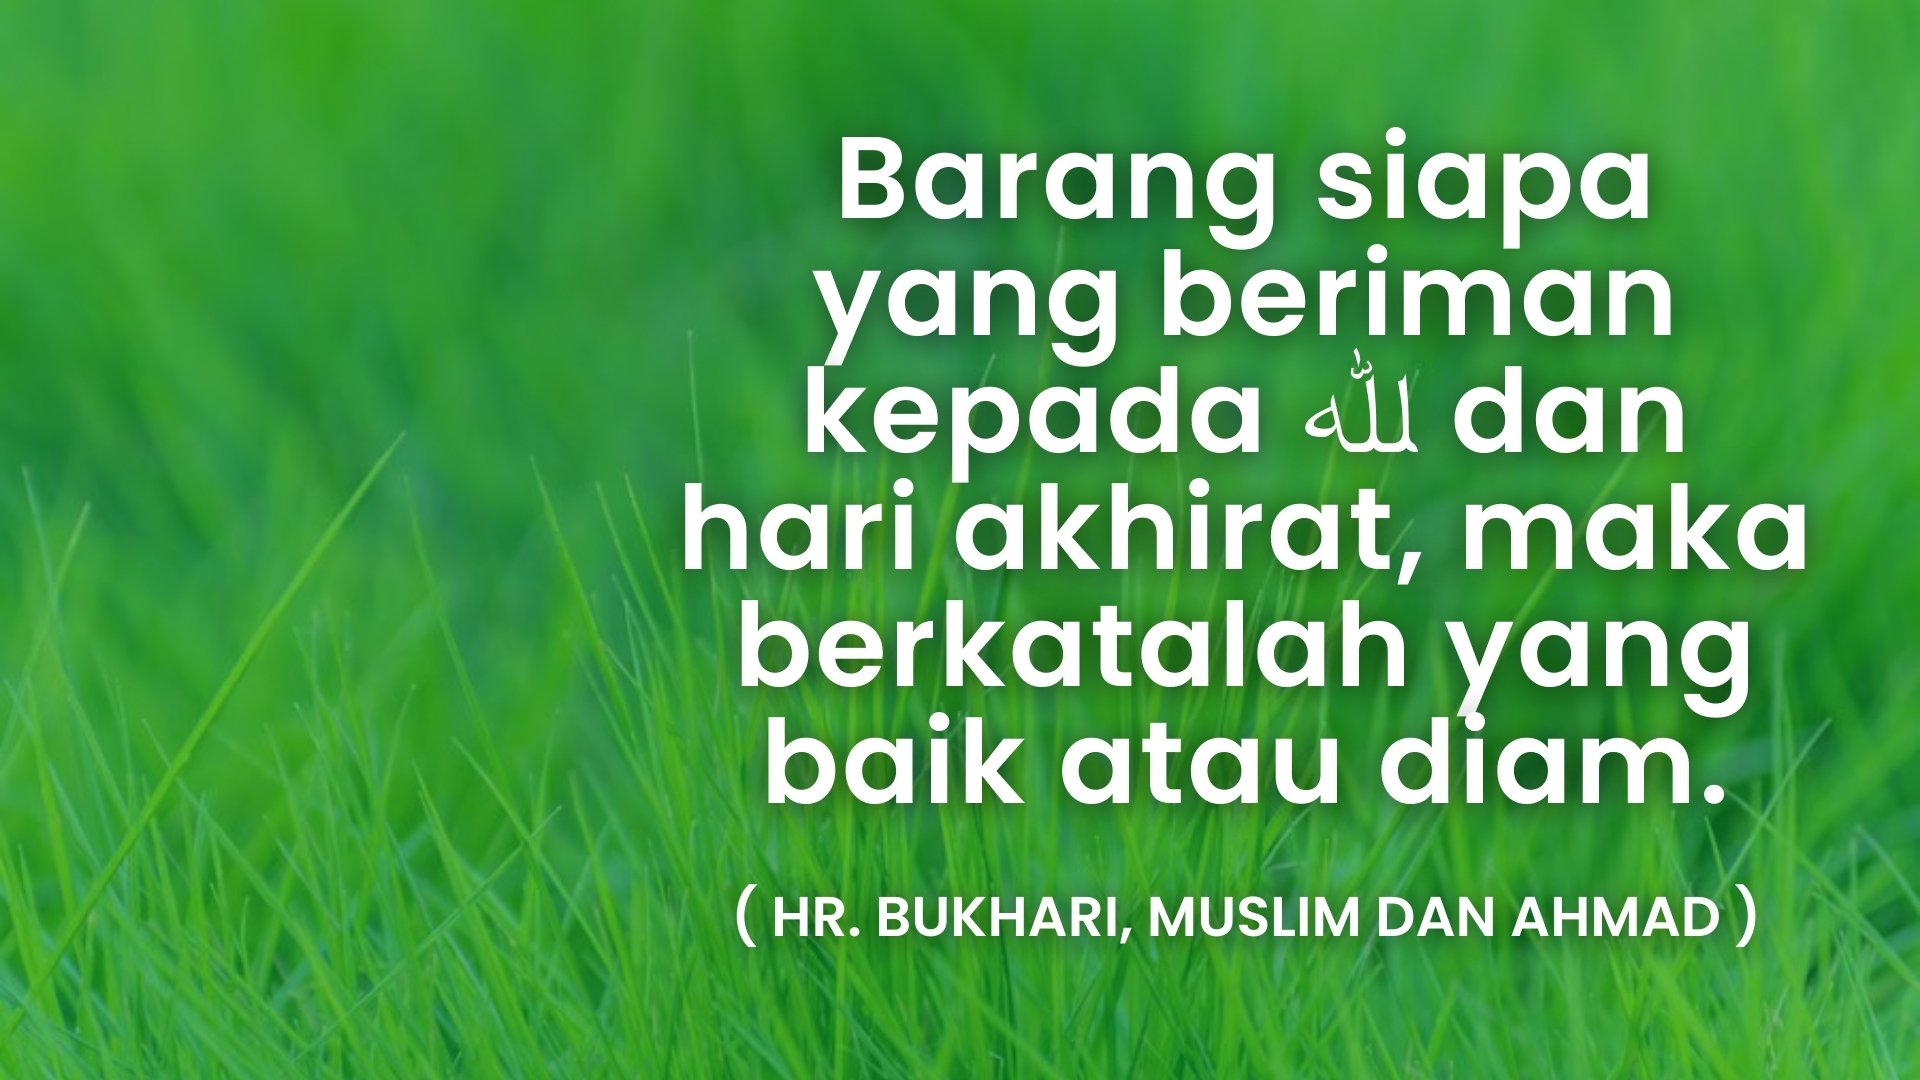 Barang siapa
yang beriman
kepada ﷲ dan
hari akhirat, maka
berkatalah yang
baik atau diam.
( HR. BUKHARI, MUSLIM DAN AHMAD )